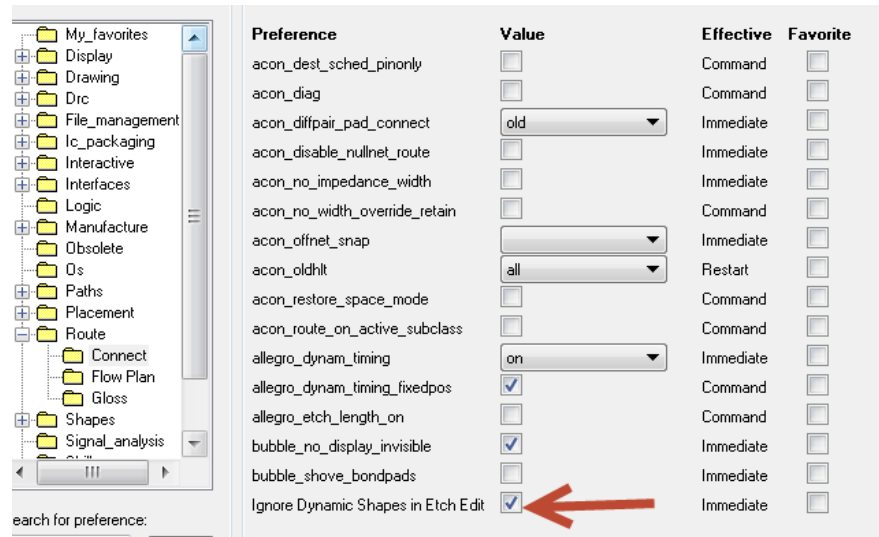 My_favorites
Display
Drawing
Drc
File_management
Ic_packaging
Interactive
Interfaces
Logic
Manufacture
Obsolete
Os
Paths
Placement
Route
Connect
Flow Plan
Gloss
Shapes
Signal_analysis
earch for preference:
Preference Value Effective Favorite
acon_dest_sched_pinonly Command
acon_diag Command
acon_diffpair_pad_connect old Immediate
acon_disable_nullnet_route Immediate
acon_no_impedance_width Immediate
acon_no_width_override_retain Command
acon_offnet_snap Immediate
acon_oldhlt all Restart
acon_restore_space_mode Command
acon_route_on_active_subclass Command
allegro_dynam_timing on Immediate
allegro_dynam_timing_fixedpos Command
allegro_etch_length_on Command
bubble_no_display_invisible Immediate
bubble_shove_bondpads Immediate
Ignore Dynamic Shapes in Etch Edit Immediate